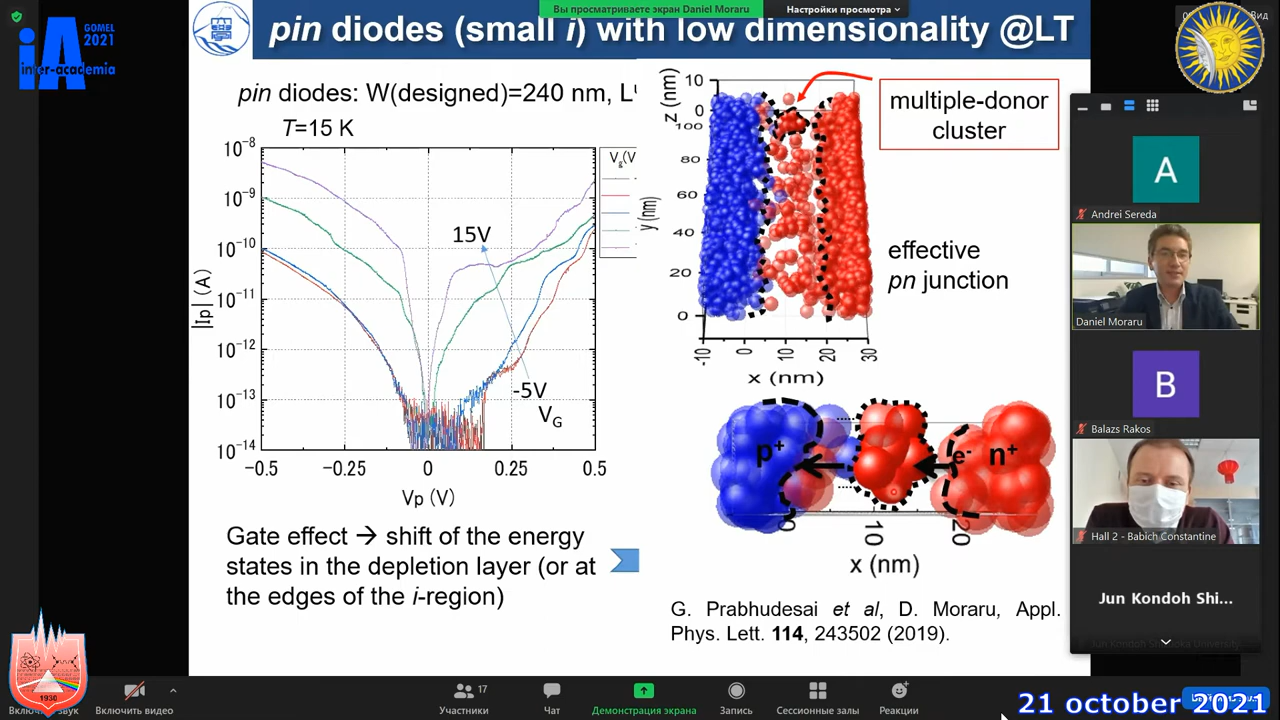 Вы просматриваете экран Daniel Moraru
Настройки просмотра
Вид
GOMEL
2021
iA
inter-academia
pin diodes (small i) with low dimensionality @LT
pin diodes: W(designed)=240 nm, L
T=15 K
10⁻⁸
10⁻⁹
10⁻¹⁰
10⁻¹¹
10⁻¹²
10⁻¹³
10⁻¹⁴
|Ip| (A)
15V
-5V
V_G
V_g(V
−0.5 −0.25 0 0.25 0.5
Vp (V)
Gate effect → shift of the energy
states in the depletion layer (or at
the edges of the i-region)
z (nm)
10
0
100
80
60
40
20
0
y (nm)
-10 0 10 20 30
x (nm)
multiple-donor
cluster
effective
pn junction
p⁺
e⁻
n⁺
0 10 20
x (nm)
G. Prabhudesai et al, D. Moraru, Appl.
Phys. Lett. 114, 243502 (2019).
A
Andrei Sereda
Daniel Moraru
B
Balazs Rakos
Hall 2 - Babich Constantine
Jun Kondoh Shi...
Jun Kondoh Shizuoka University
1930
звук
Включить видео
17
Участники
Чат
Демонстрация экрана
Запись
Сессионные залы
Реакции
21 october 2021